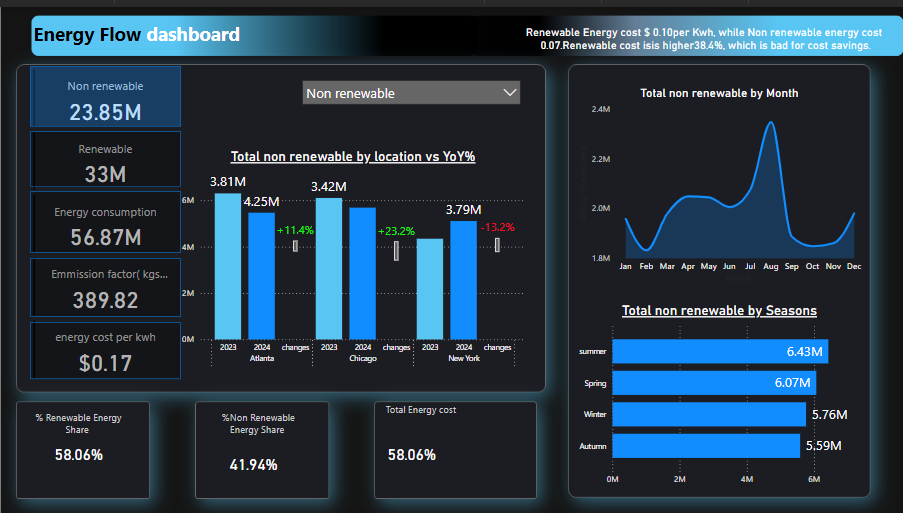 Energy Flow dashboard
Renewable Energy cost $ 0.10per Kwh, while Non renewable energy cost
0.07.Renewable cost isis higher38.4%, which is bad for cost savings.
Non renewable
23.85M
Renewable
33M
Energy consumption
56.87M
Emmission factor( kgs...
389.82
energy cost per kwh
$0.17
Non renewable
Total non renewable by location vs YoY%
6M
4M
2M
0M
3.81M
4.25M
+11.4%
3.42M
+23.2%
3.79M
-13.2%
2023 2024 changes 2023 2024 changes 2023 2024 changes
Atlanta Chicago New York
Total non renewable by Month
2.4M
2.2M
2.0M
1.8M
Jan Feb Mar Apr May Jun Jul Aug Sep Oct Nov Dec
Total non renewable by Seasons
summer 6.43M
Spring 6.07M
Winter 5.76M
Autumn 5.59M
0M 2M 4M 6M
% Renewable Energy
Share
58.06%
%Non Renewable
Energy Share
41.94%
Total Energy cost
58.06%